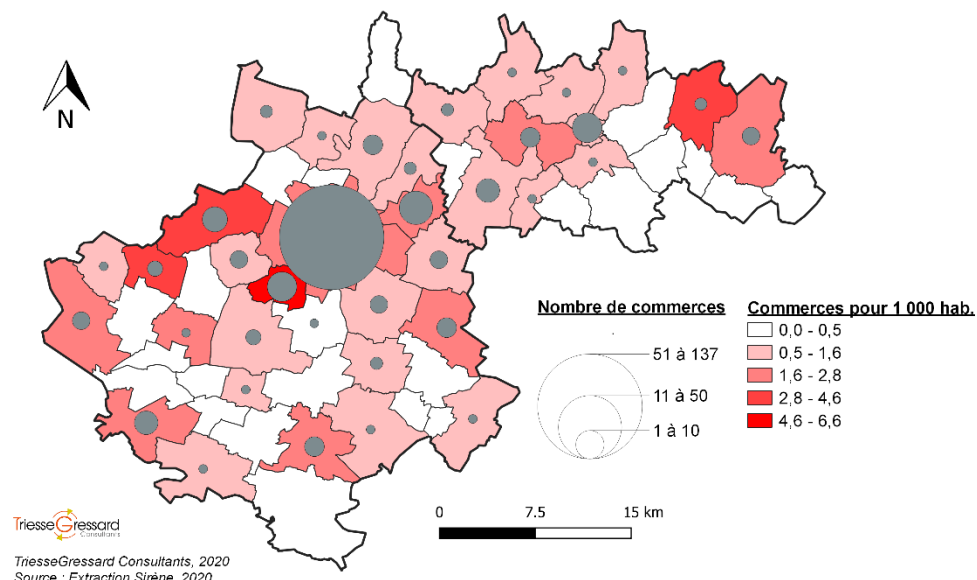 N
Nombre de commerces
51 à 137
11 à 50
1 à 10
Commerces pour 1 000 hab.
0,0 - 0,5
0,5 - 1,6
1,6 - 2,8
2,8 - 4,6
4,6 - 6,6
0 7.5 15 km
TriesseGressard
Consultants
TriesseGressard Consultants, 2020
Source : Extraction Sirène, 2020